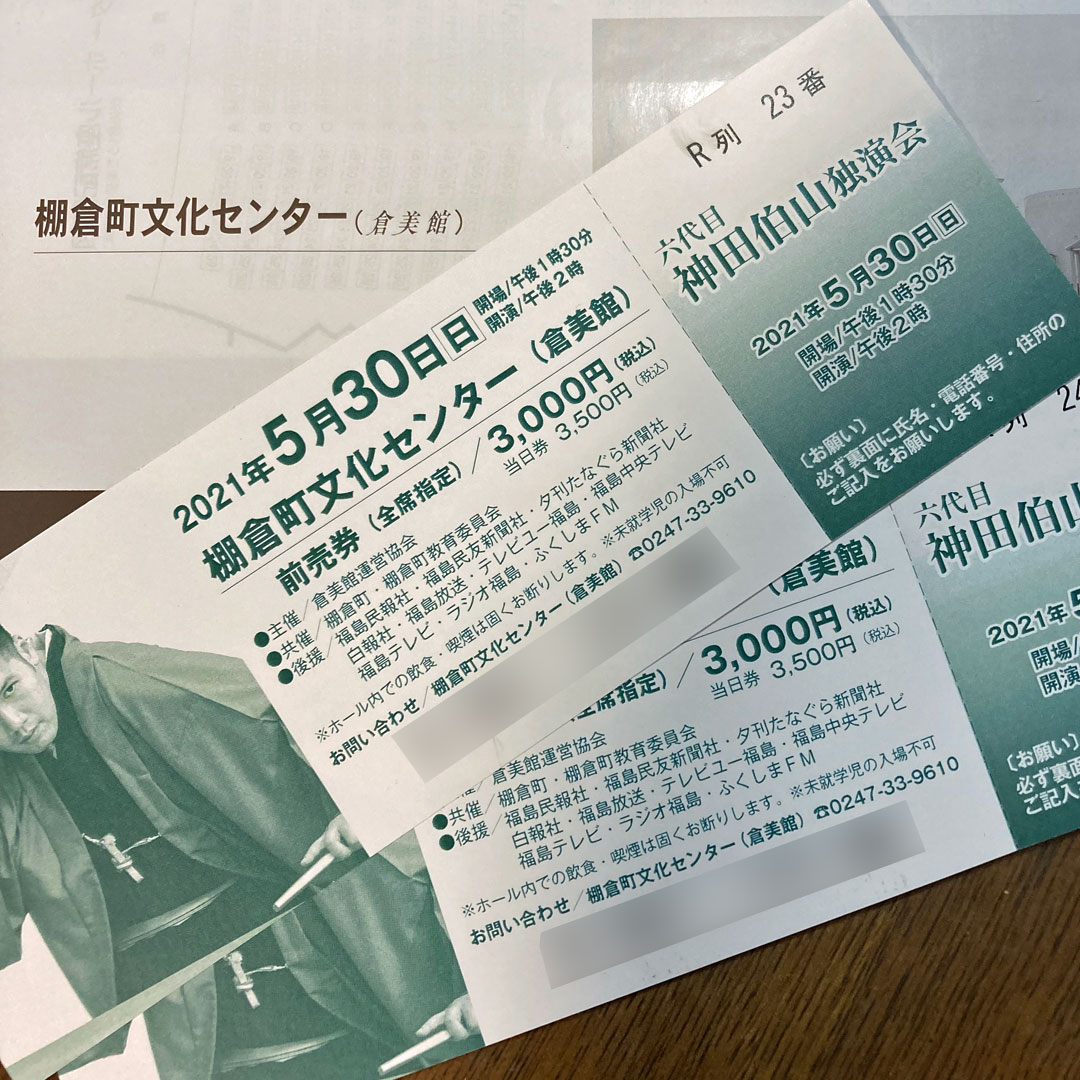 棚倉町文化センター（倉美館）
R列 23番
六代目
神田伯山独演会
2021年5月30日日
開場/午後1時30分
開演/午後2時
〔お願い〕
必ず裏面に氏名・電話番号・住所の
ご記入をお願いします。
2021年5月30日日
開場/午後1時30分
開演/午後2時
棚倉町文化センター（倉美館）
前売券（全席指定）/3,000円（税込）
当日券 3,500円（税込）
●主催／倉美館運営協会
●共催／棚倉町・棚倉町教育委員会
●後援／福島民報社・福島民友新聞社・夕刊たなぐら新聞社
白報社・福島放送・テレビユー福島・福島中央テレビ
福島テレビ・ラジオ福島・ふくしまFM
※ホール内での飲食・喫煙は固くお断りします。※未就学児の入場不可
お問い合わせ／棚倉町文化センター（倉美館）☎0247-33-9610
列 24
六代目
神田伯山
2021年5
開場/
開演
〔お願い〕
必ず裏面
ご記入
（倉美館）
席指定）/3,000円（税込）
当日券 3,500円（税込）
倉美館運営協会
●共催／棚倉町・棚倉町教育委員会
●後援／福島民報社・福島民友新聞社・夕刊たなぐら新聞社
白報社・福島放送・テレビユー福島・福島中央テレビ
福島テレビ・ラジオ福島・ふくしまFM
※ホール内での飲食・喫煙は固くお断りします。※未就学児の入場不可
お問い合わせ／棚倉町文化センター（倉美館）☎0247-33-9610